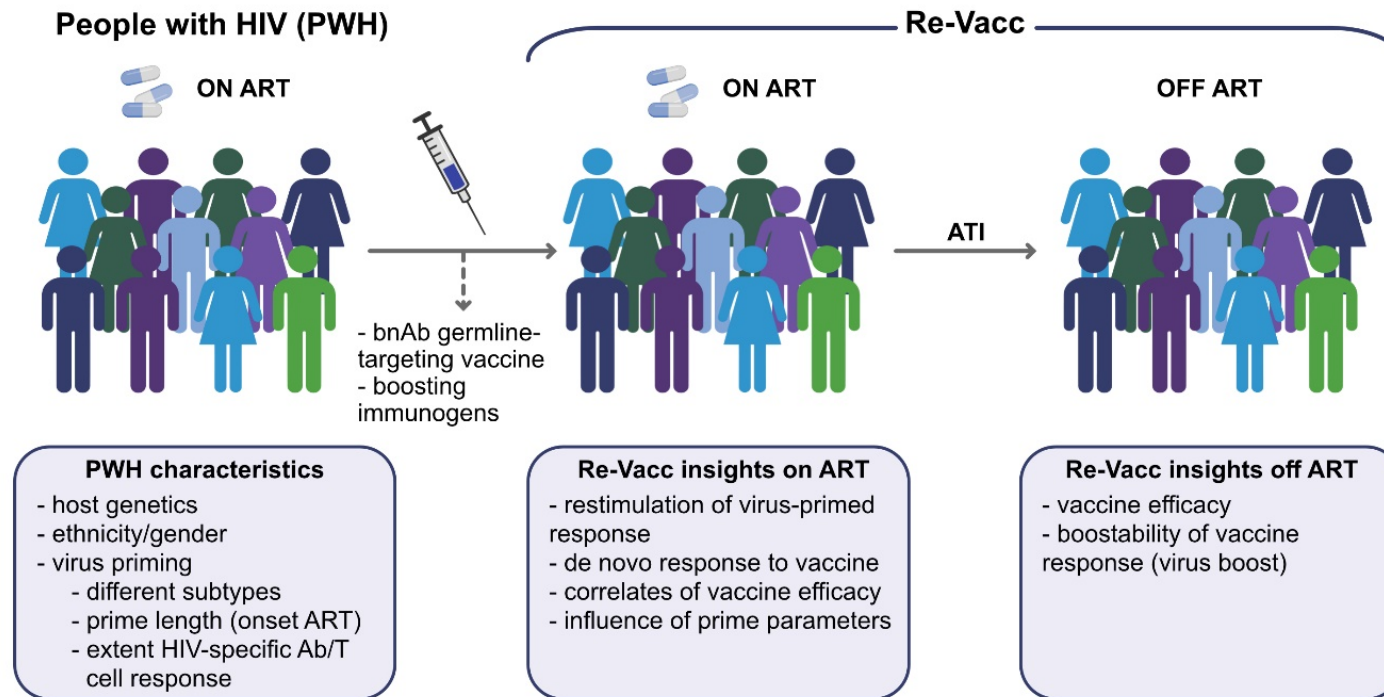 People with HIV (PWH)
Re-Vacc
ON ART
ON ART
OFF ART
ATI
- bnAb germline-
targeting vaccine
- boosting
immunogens
PWH characteristics
- host genetics
- ethnicity/gender
- virus priming
- different subtypes
- prime length (onset ART)
- extent HIV-specific Ab/T
cell response
Re-Vacc insights on ART
- restimulation of virus-primed
response
- de novo response to vaccine
- correlates of vaccine efficacy
- influence of prime parameters
Re-Vacc insights off ART
- vaccine efficacy
- boostability of vaccine
response (virus boost)